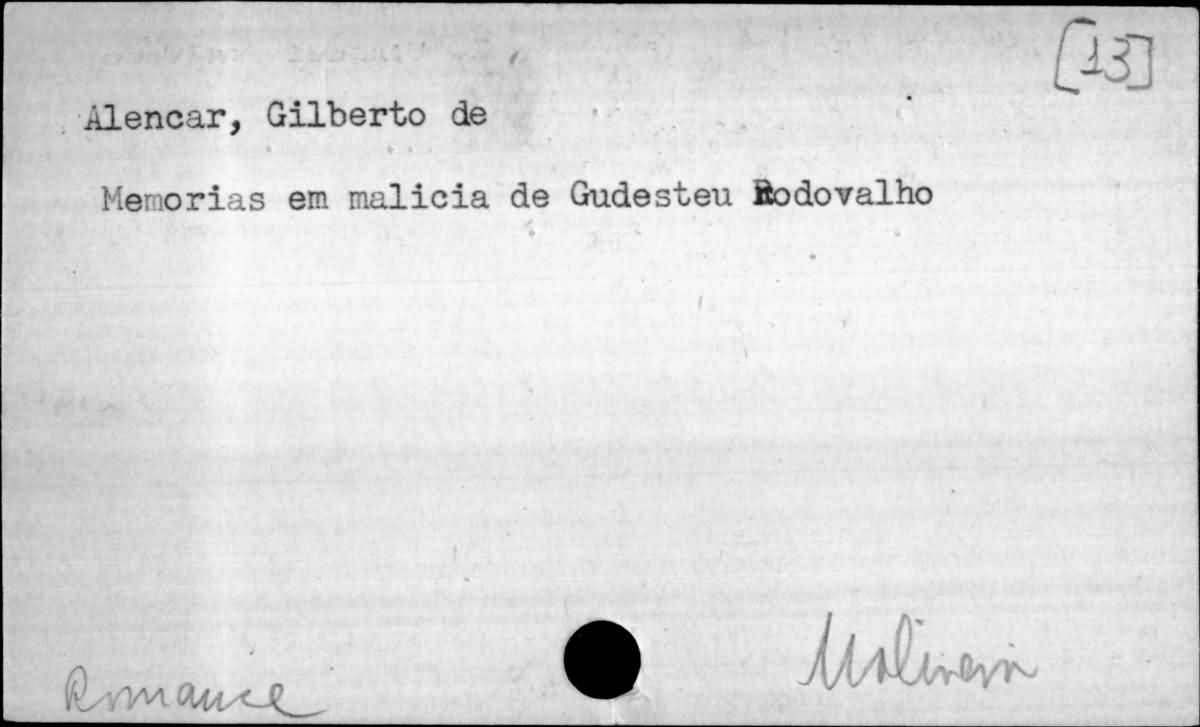 [13]
Alencar, Gilberto de
Memorias em malicia de Gudesteu Rodovalho
Romance